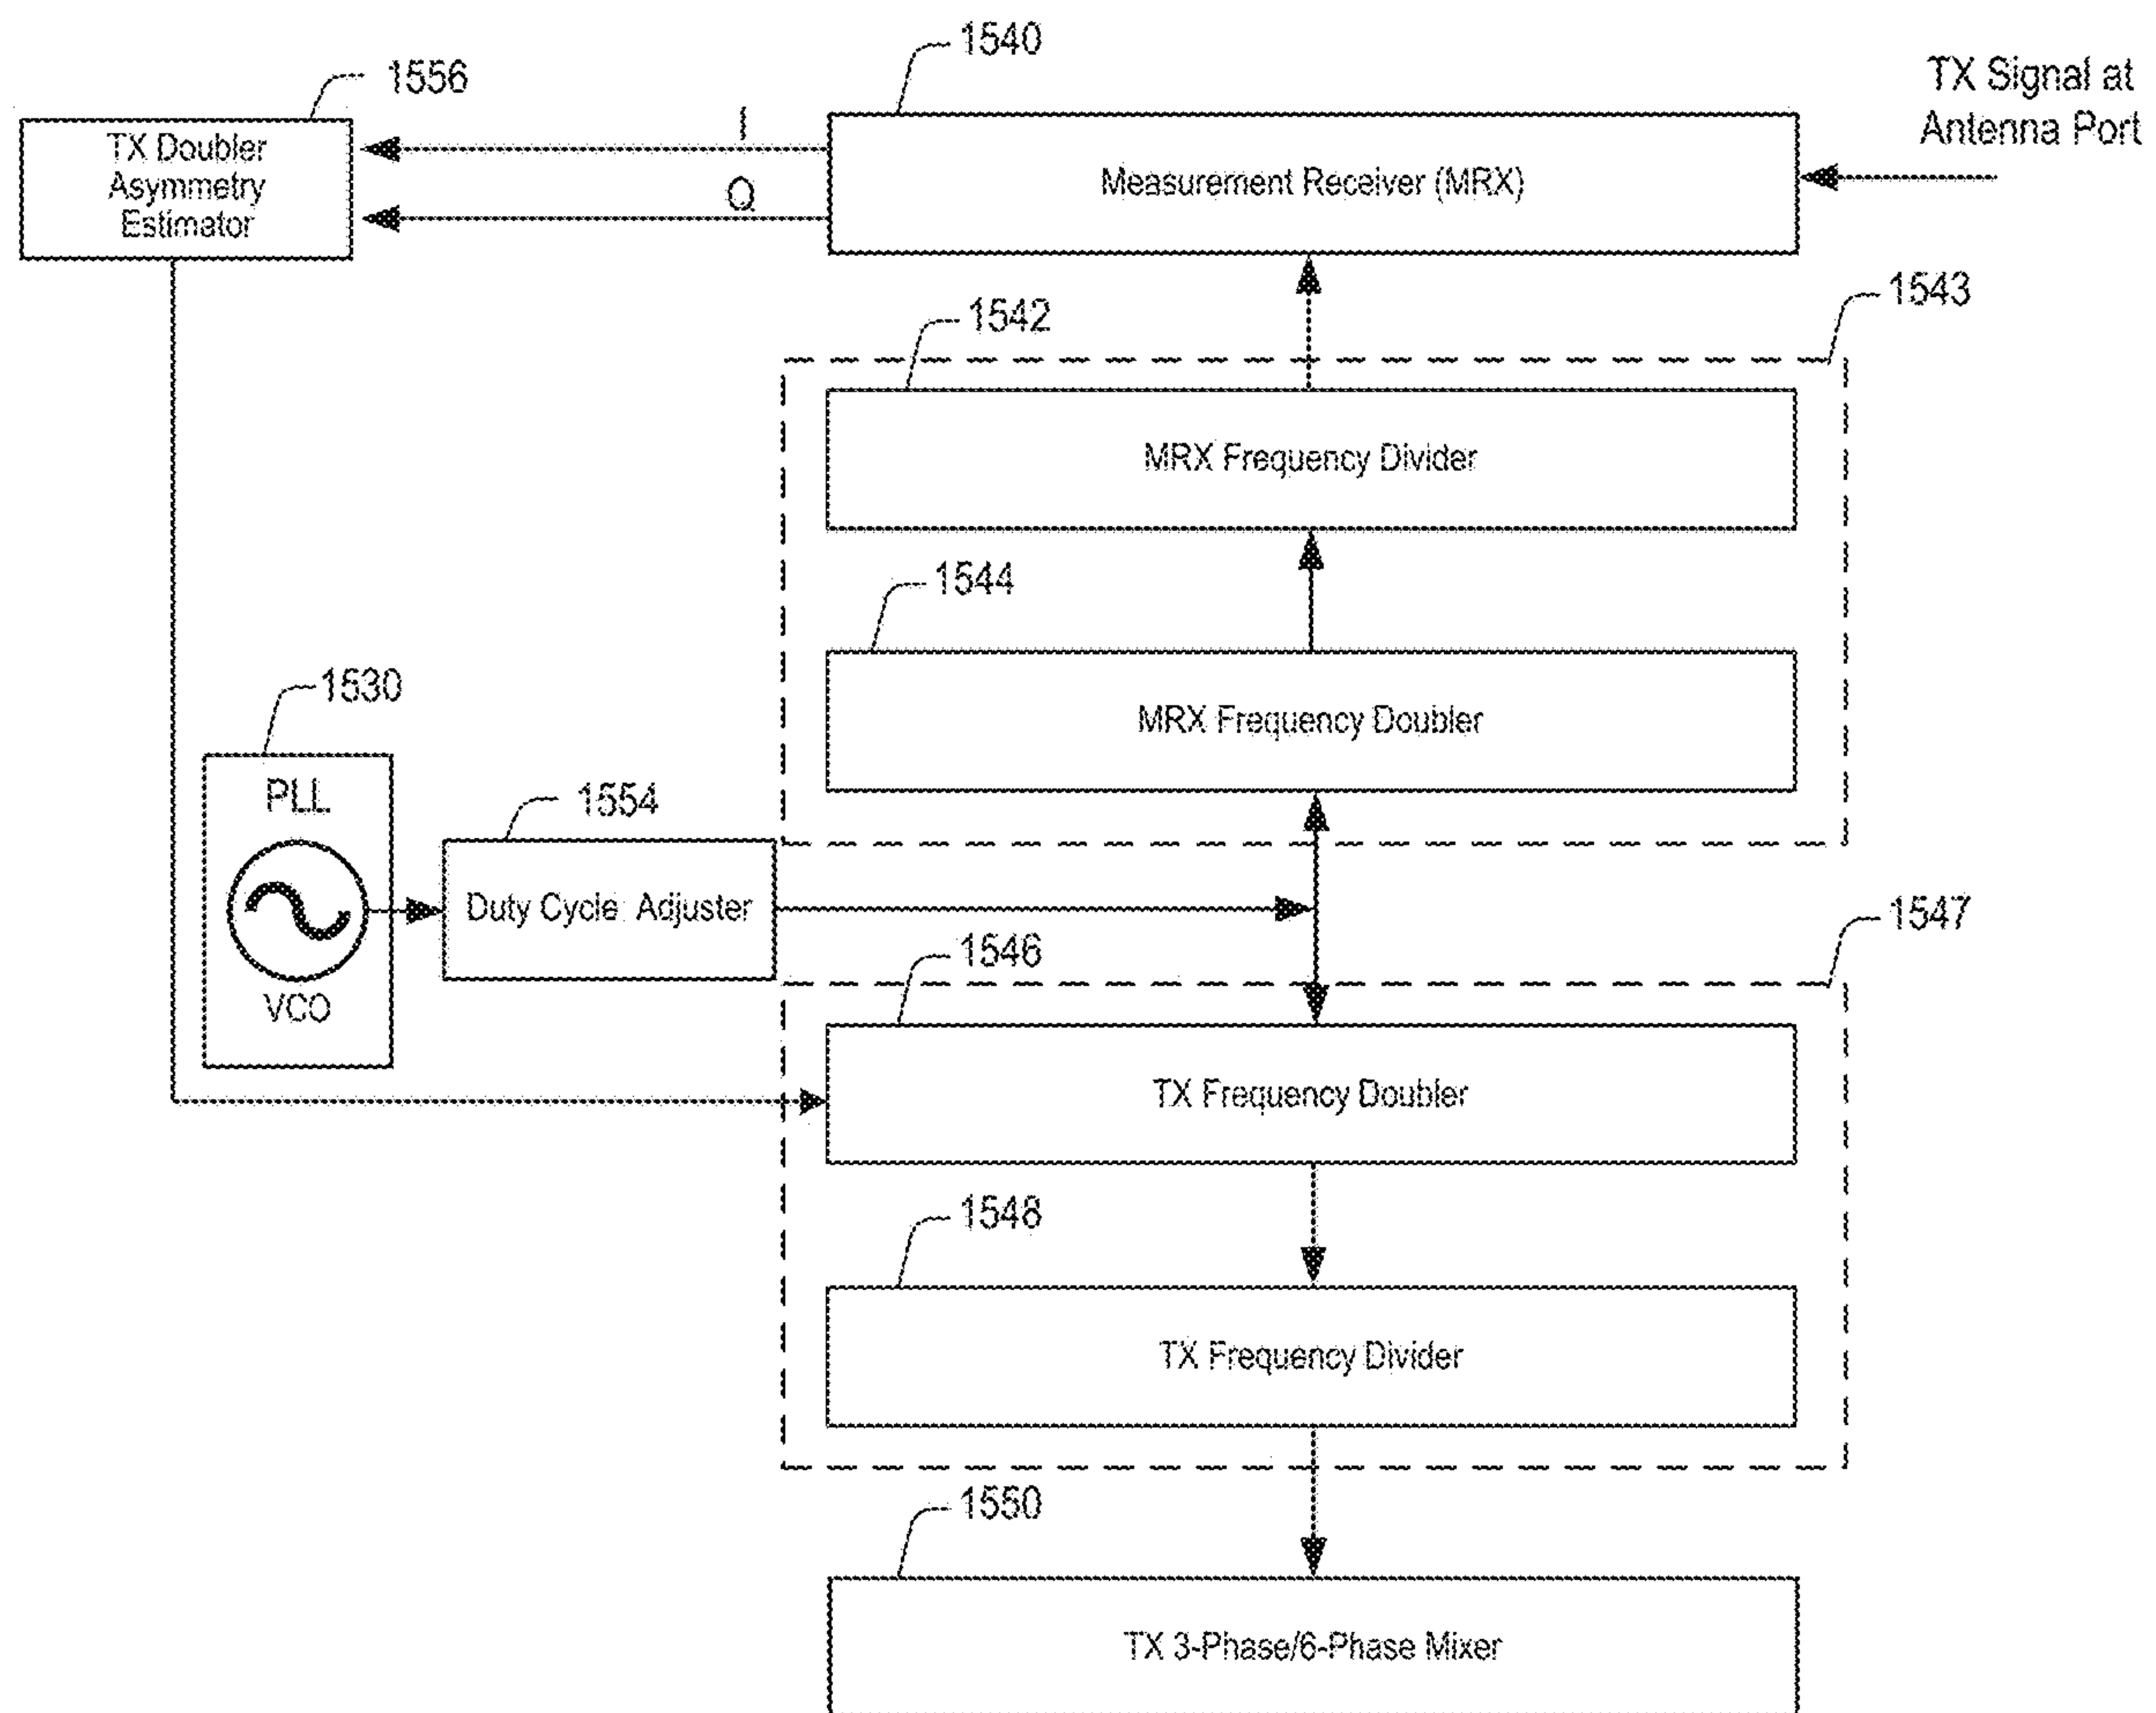 1540
1556
TX Signal at
Antenna Port
TX Doubler
Asymmetry
Estimator
I
Q
Measurement Receiver (MRX)
1543
1542
MRX Frequency Divider
1544
MRX Frequency Doubler
1530
PLL
VCO
1554
Duty Cycle Adjuster
1547
1546
TX Frequency Doubler
1548
TX Frequency Divider
1550
TX 3-Phase/6-Phase Mixer